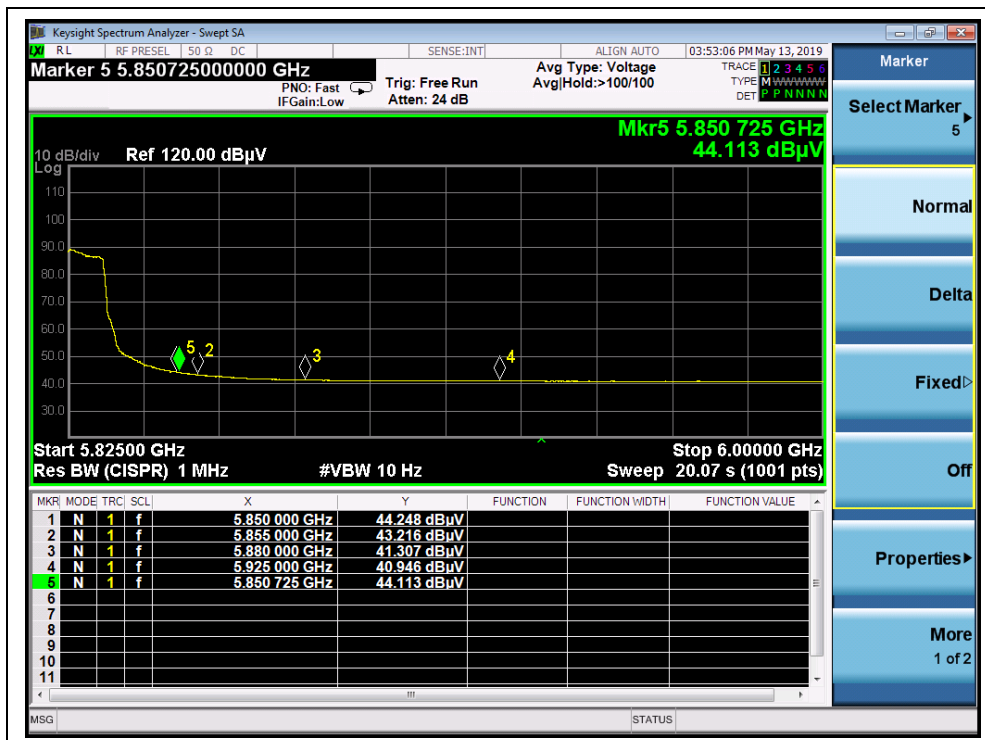 Keysight Spectrum Analyzer - Swept SA
LXI RL RF PRESEL 50 Ω DC SENSE:INT ALIGN AUTO 03:53:06 PM May 13, 2019
Marker 5 5.850725000000 GHz
PNO: Fast
IFGain:Low
Trig: Free Run
Atten: 24 dB
Avg Type: Voltage
Avg|Hold:>100/100
TRACE 1 2 3 4 5 6
TYPE M WWWWW
DET P P N N N N
Mkr5 5.850 725 GHz
44.113 dBµV
10 dB/div Ref 120.00 dBµV
Log
110
100
90.0
80.0
70.0
60.0
50.0
40.0
30.0
5 2 3 4
Start 5.82500 GHz Stop 6.00000 GHz
Res BW (CISPR) 1 MHz #VBW 10 Hz Sweep 20.07 s (1001 pts)
MKR MODE TRC SCL X Y FUNCTION FUNCTION WIDTH FUNCTION VALUE
1 N 1 f 5.850 000 GHz 44.248 dBµV
2 N 1 f 5.855 000 GHz 43.216 dBµV
3 N 1 f 5.880 000 GHz 41.307 dBµV
4 N 1 f 5.925 000 GHz 40.946 dBµV
5 N 1 f 5.850 725 GHz 44.113 dBµV
6
7
8
9
10
11
MSG STATUS
Marker
Select Marker
5
Normal
Delta
Fixed
Off
Properties
More
1 of 2